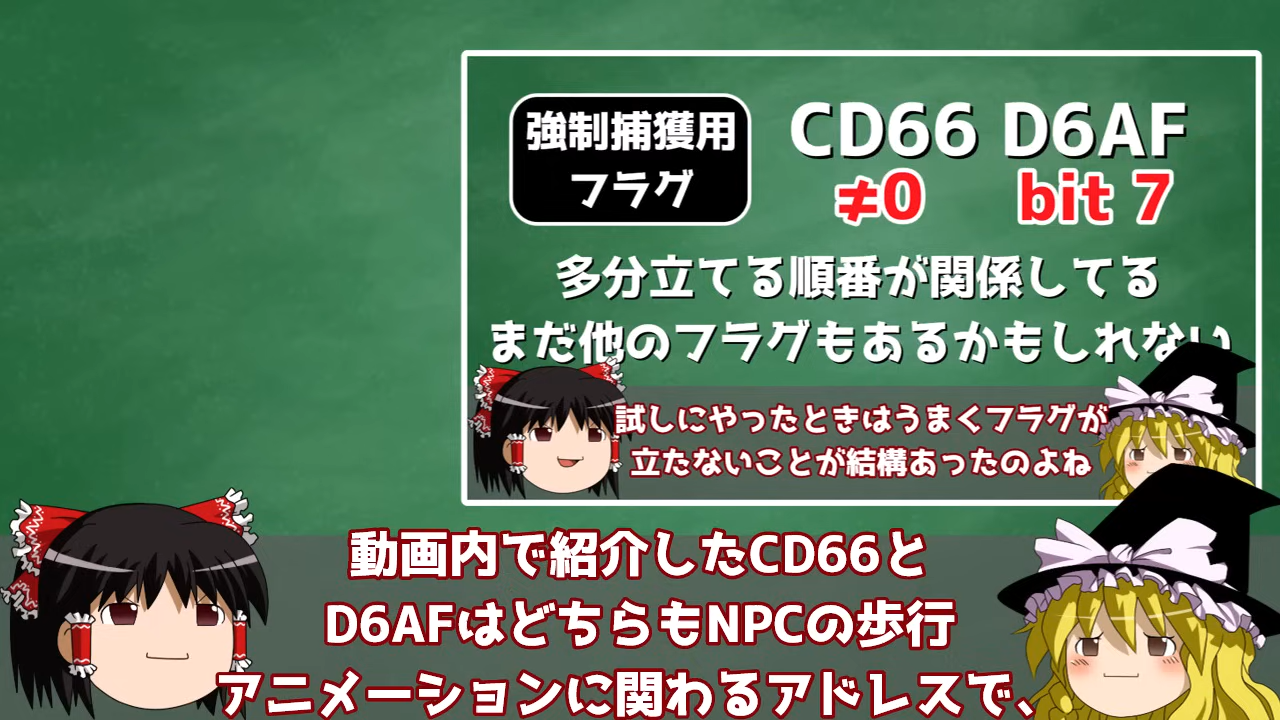 強制捕獲用
フラグ
CD66 D6AF
≠0 bit 7
多分立てる順番が関係してる
まだ他のフラグもあるかもしれない
試しにやったときはうまくフラグが
立たないことが結構あったのよね
動画内で紹介したCD66と
D6AFはどちらもNPCの歩行
アニメーションに関わるアドレスで、